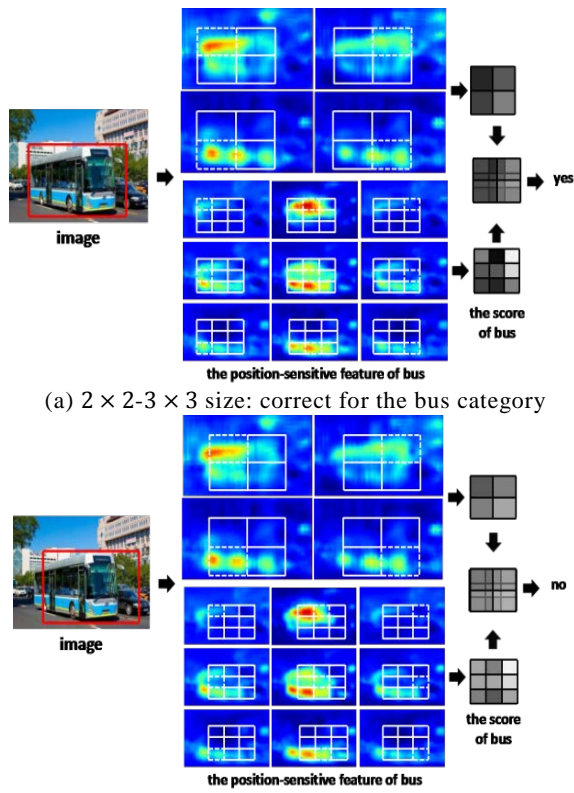 image
yes
the score
of bus
the position-sensitive feature of bus
(a) 2 × 2-3 × 3 size: correct for the bus category
image
no
the score
of bus
the position-sensitive feature of bus